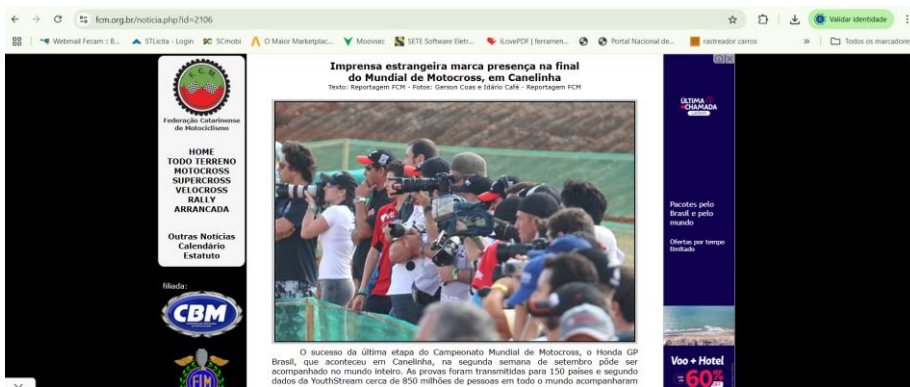 fcm.org.br/noticia.php?id=2106
Validar identidade
Webmail Fecam :: B...
STLicita - Login
SCmobi
O Maior Marketplac...
Moovsec
SETE Software Eletr...
iLovePDF | ferramen...
Portal Nacional de...
rastreador carros
»
Todos os marcadores
F.C.M
Federação Catarinense
de Motociclismo
HOME
TODO TERRENO
MOTOCROSS
SUPERCROSS
VELOCROSS
RALLY
ARRANCADA
Outras Notícias
Calendário
Estatuto
filiada:
CBM
FIM
Imprensa estrangeira marca presença na final
do Mundial de Motocross, em Canelinha
Texto: Reportagem FCM - Fotos: Gerson Coas e Idário Café - Reportagem FCM
O sucesso da última etapa do Campeonato Mundial de Motocross, o Honda GP
Brasil, que aconteceu em Canelinha, na segunda semana de setembro pôde ser
acompanhado no mundo inteiro. As provas foram transmitidas para 150 países e segundo
dados da YouthStream cerca de 850 milhões de pessoas em todo o mundo acompanharam
ÚLTIMA
CHAMADA
Pacotes pelo
Brasil e pelo
mundo
Ofertas por tempo
limitado
Voo + Hotel
60%